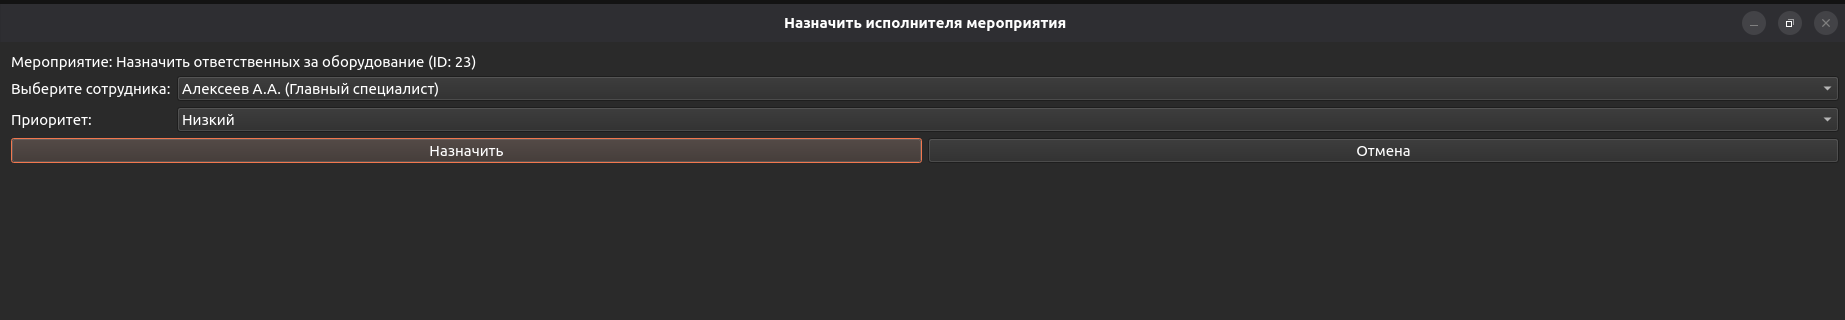 Назначить исполнителя мероприятия
Мероприятие: Назначить ответственных за оборудование (ID: 23)
Выберите сотрудника: Алексеев А.А. (Главный специалист)
Приоритет: Низкий
Назначить Отмена